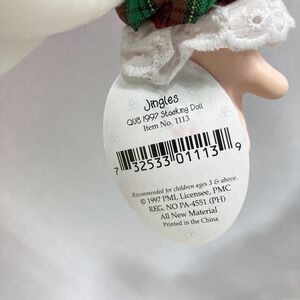 Jingles
QVC 1997 Stocking Doll
Item No. 1113
7 32533 01113 9
Recommended for children ages 3 & above.
© 1997 PMI, Licensee, PMC
REG. NO PA-4551 (PH)
All New Material
Printed in the China